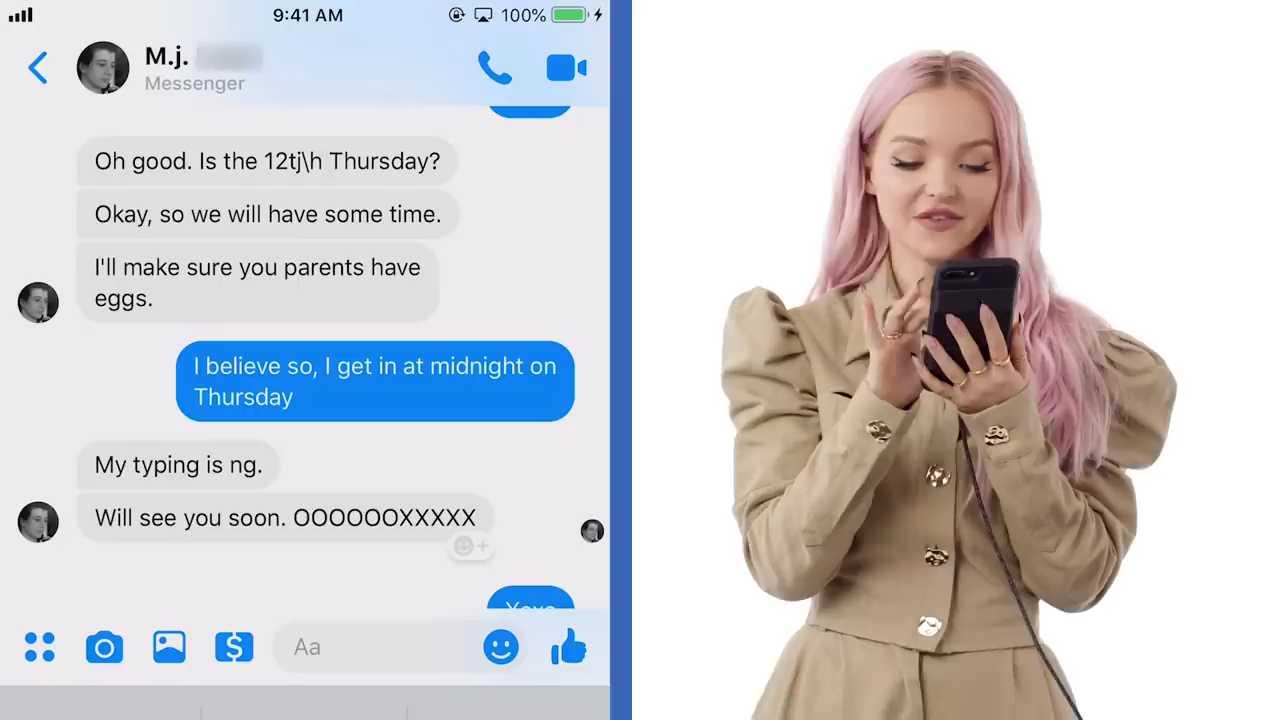 9:41 AM
100%
M.j.
Messenger
Oh good. Is the 12tj\h Thursday?
Okay, so we will have some time.
I'll make sure you parents have
eggs.
I believe so, I get in at midnight on
Thursday
My typing is ng.
Will see you soon. OOOOOOXXXXX
Aa